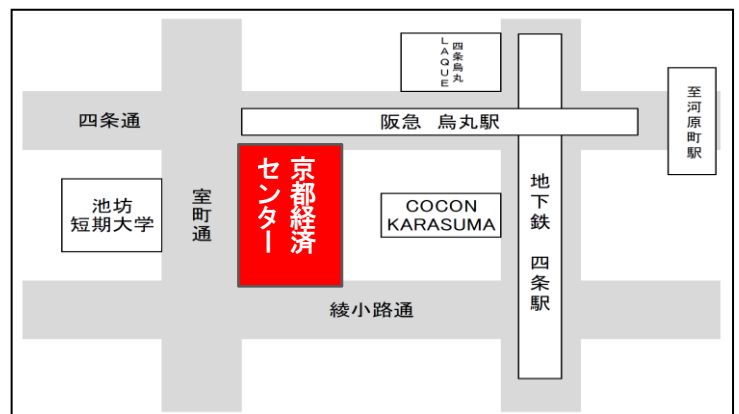 四条烏丸
LAQUE
至河原町駅
四条通
阪急 烏丸駅
京都経済
センター
池坊
短期大学
室町通
COCON
KARASUMA
地下鉄 四条駅
綾小路通